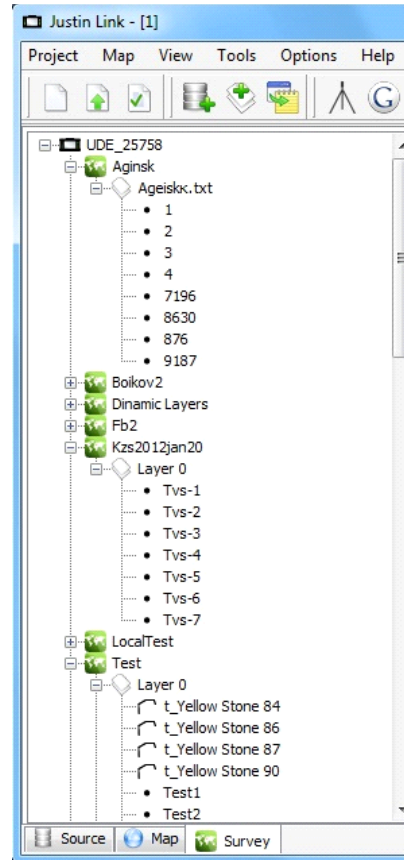 Justin Link - [1]
Project Map View Tools Options Help
G
UDE_25758
Aginsk
Ageiskк.txt
1
2
3
4
7196
8630
876
9187
Boikov2
Dinamic Layers
Fb2
Kzs2012jan20
Layer 0
Tvs-1
Tvs-2
Tvs-3
Tvs-4
Tvs-5
Tvs-6
Tvs-7
LocalTest
Test
Layer 0
t_Yellow Stone 84
t_Yellow Stone 86
t_Yellow Stone 87
t_Yellow Stone 90
Test1
Test2
Source Map Survey